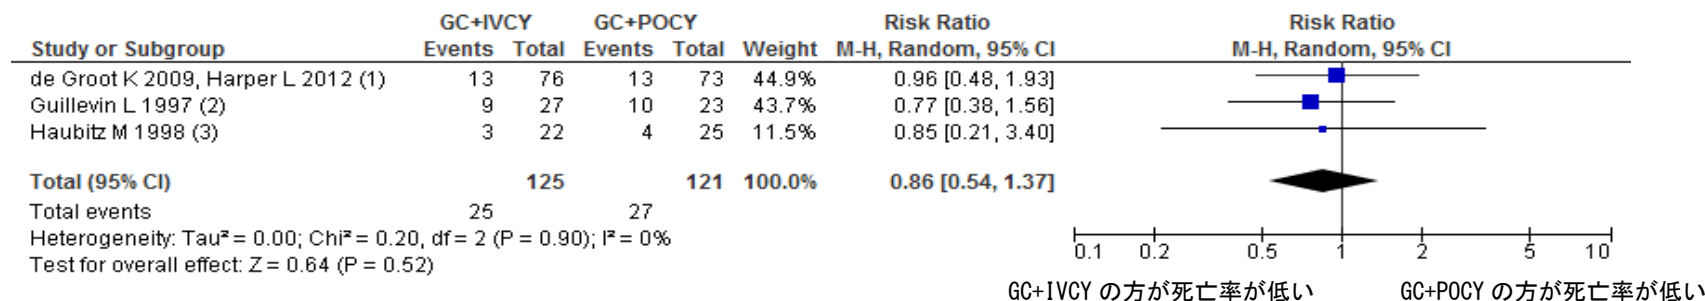 GC+IVCY GC+POCY Risk Ratio Risk Ratio
Study or Subgroup Events Total Events Total Weight M-H, Random, 95% CI M-H, Random, 95% CI
de Groot K 2009, Harper L 2012 (1) 13 76 13 73 44.9% 0.96 [0.48, 1.93]
Guillevin L 1997 (2) 9 27 10 23 43.7% 0.77 [0.38, 1.56]
Haubitz M 1998 (3) 3 22 4 25 11.5% 0.85 [0.21, 3.40]
Total (95% CI) 125 121 100.0% 0.86 [0.54, 1.37]
Total events 25 27
Heterogeneity: Tau² = 0.00; Chi² = 0.20, df = 2 (P = 0.90); I² = 0%
Test for overall effect: Z = 0.64 (P = 0.52)
0.1 0.2 0.5 1 2 5 10
GC+IVCY の方が死亡率が低い GC+POCY の方が死亡率が低い